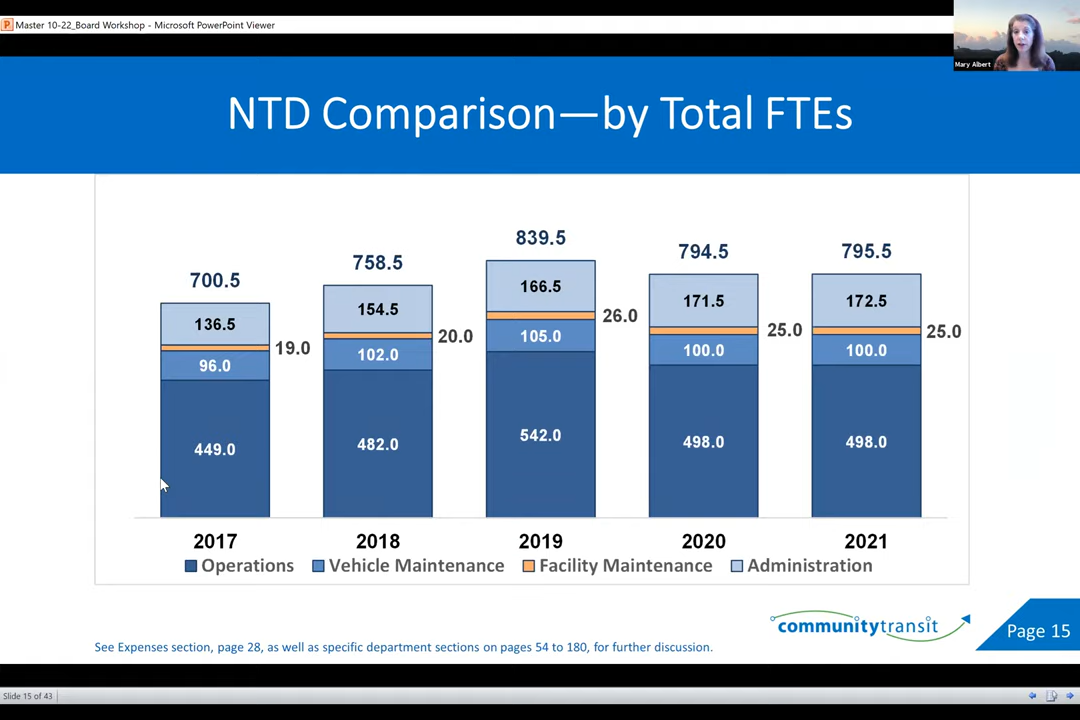 Master 10-22_Board Workshop - Microsoft PowerPoint Viewer
Mary Albert
NTD Comparison—by Total FTEs
700.5
758.5
839.5
794.5
795.5
136.5
154.5
166.5
171.5
172.5
19.0
20.0
26.0
25.0
25.0
96.0
102.0
105.0
100.0
100.0
449.0
482.0
542.0
498.0
498.0
2017
2018
2019
2020
2021
Operations
Vehicle Maintenance
Facility Maintenance
Administration
communitytransit
Page 15
See Expenses section, page 28, as well as specific department sections on pages 54 to 180, for further discussion.
Slide 15 of 43